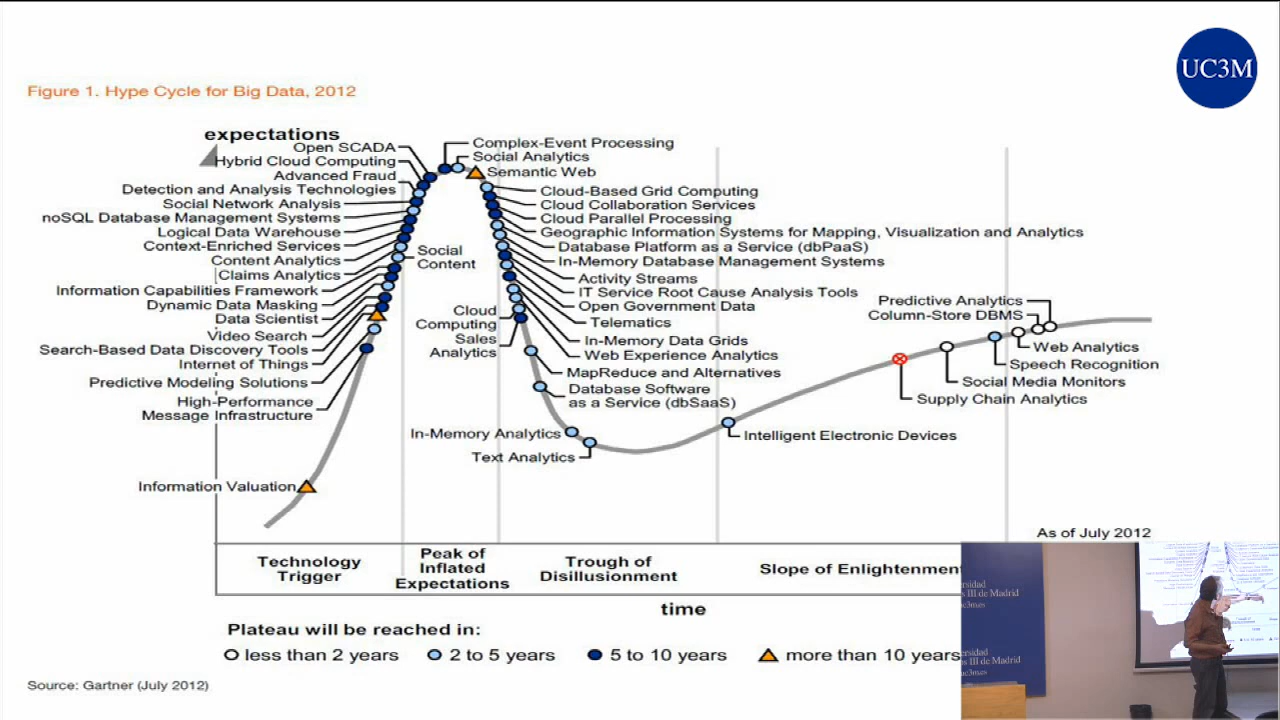 UC3M
Figure 1. Hype Cycle for Big Data, 2012
expectations
Open SCADA
Hybrid Cloud Computing
Advanced Fraud
Detection and Analysis Technologies
Social Network Analysis
noSQL Database Management Systems
Logical Data Warehouse
Context-Enriched Services
Content Analytics
Claims Analytics
Information Capabilities Framework
Dynamic Data Masking
Data Scientist
Video Search
Search-Based Data Discovery Tools
Internet of Things
Predictive Modeling Solutions
High-Performance
Message Infrastructure
Information Valuation
Complex-Event Processing
Social Analytics
Semantic Web
Social
Content
Cloud-Based Grid Computing
Cloud Collaboration Services
Cloud Parallel Processing
Geographic Information Systems for Mapping, Visualization and Analytics
Database Platform as a Service (dbPaaS)
In-Memory Database Management Systems
Activity Streams
IT Service Root Cause Analysis Tools
Open Government Data
Telematics
In-Memory Data Grids
Web Experience Analytics
Cloud
Computing
Sales
Analytics
MapReduce and Alternatives
Database Software
as a Service (dbSaaS)
In-Memory Analytics
Text Analytics
Intelligent Electronic Devices
Predictive Analytics
Column-Store DBMS
Web Analytics
Speech Recognition
Social Media Monitors
Supply Chain Analytics
As of July 2012
Technology
Trigger
Peak of
Inflated
Expectations
Trough of
Disillusionment
Slope of Enlightenment
time
Plateau will be reached in:
less than 2 years
2 to 5 years
5 to 10 years
more than 10 years
Source: Gartner (July 2012)
III de Madrid
III de Madrid